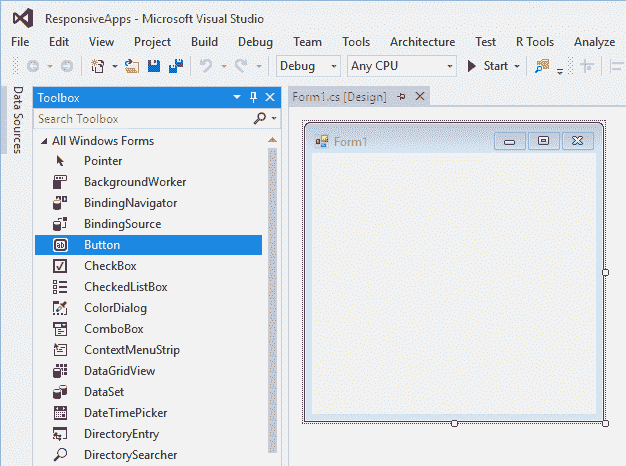 ResponsiveApps - Microsoft Visual Studio
File Edit View Project Build Debug Team Tools Architecture Test R Tools Analyze
Debug Any CPU Start
Data Sources
Toolbox
Form1.cs [Design]
Search Toolbox
All Windows Forms
Form1
Pointer
BackgroundWorker
BindingNavigator
BindingSource
ab
Button
CheckBox
CheckedListBox
ColorDialog
ComboBox
ContextMenuStrip
DataGridView
DataSet
DateTimePicker
DirectoryEntry
DirectorySearcher